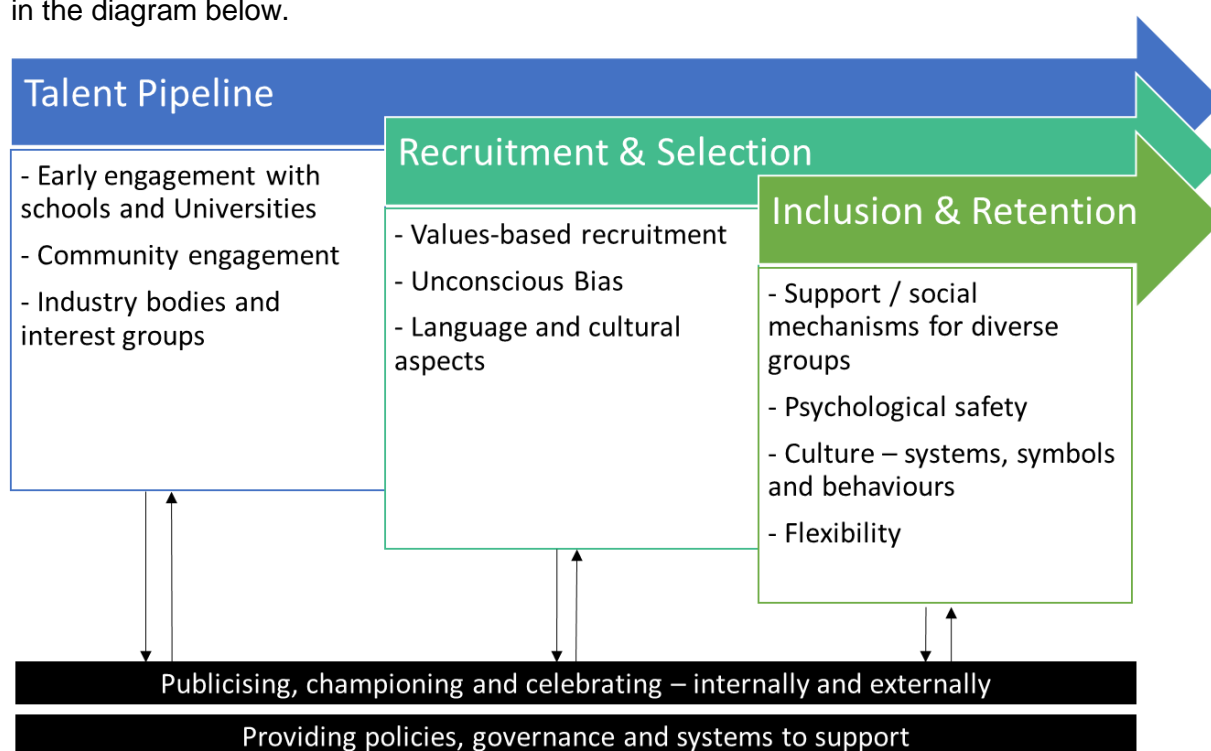 in the diagram below.
Talent Pipeline
- Early engagement with
schools and Universities
- Community engagement
- Industry bodies and
interest groups
Recruitment & Selection
- Values-based recruitment
- Unconscious Bias
- Language and cultural
aspects
Inclusion & Retention
- Support / social
mechanisms for diverse
groups
- Psychological safety
- Culture – systems, symbols
and behaviours
- Flexibility
Publicising, championing and celebrating – internally and externally
Providing policies, governance and systems to support